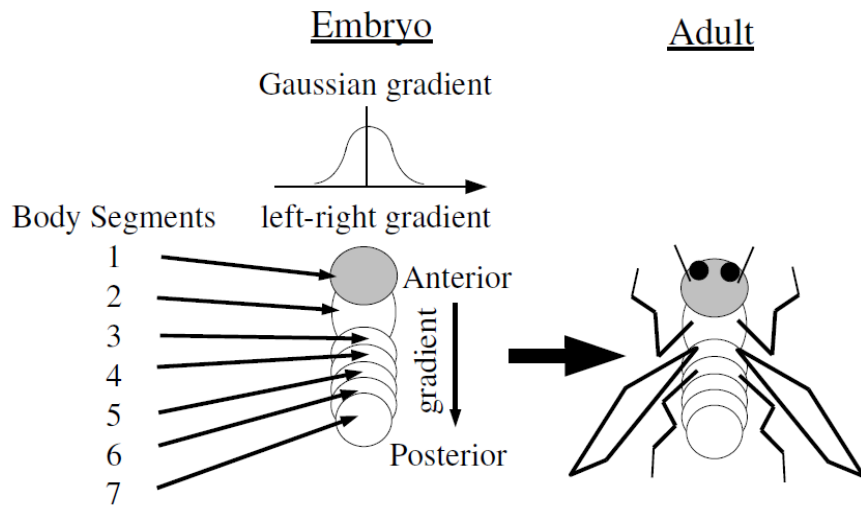 Embryo
Adult
Gaussian gradient
Body Segments
left-right gradient
1
2
3
4
5
6
7
Anterior
gradient
Posterior